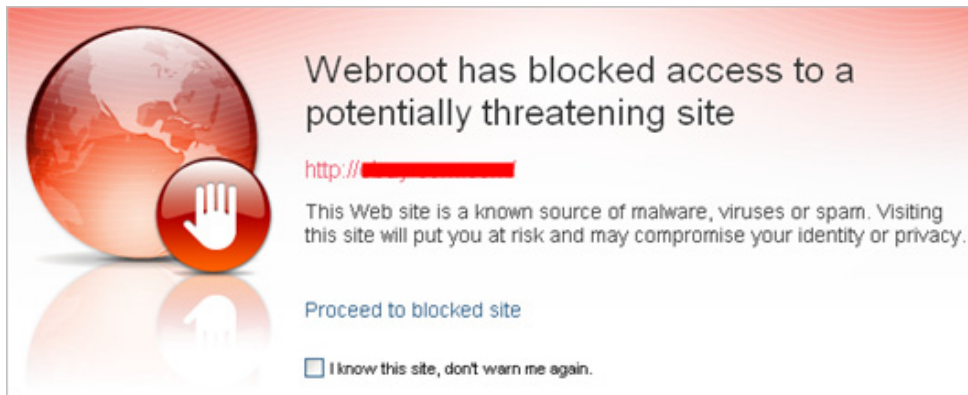 Webroot has blocked access to a
potentially threatening site
http://
This Web site is a known source of malware, viruses or spam. Visiting
this site will put you at risk and may compromise your identity or privacy.
Proceed to blocked site
I know this site, don't warn me again.